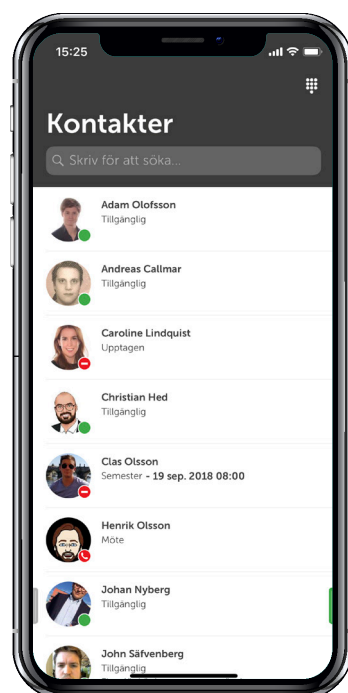 15:25
Kontakter
Skriv för att söka...
Adam Olofsson
Tillgänglig
Andreas Callmar
Tillgänglig
Caroline Lindquist
Upptagen
Christian Hed
Tillgänglig
Clas Olsson
Semester - 19 sep. 2018 08:00
Henrik Olsson
Möte
Johan Nyberg
Tillgänglig
John Säfvenberg
Tillgänglig